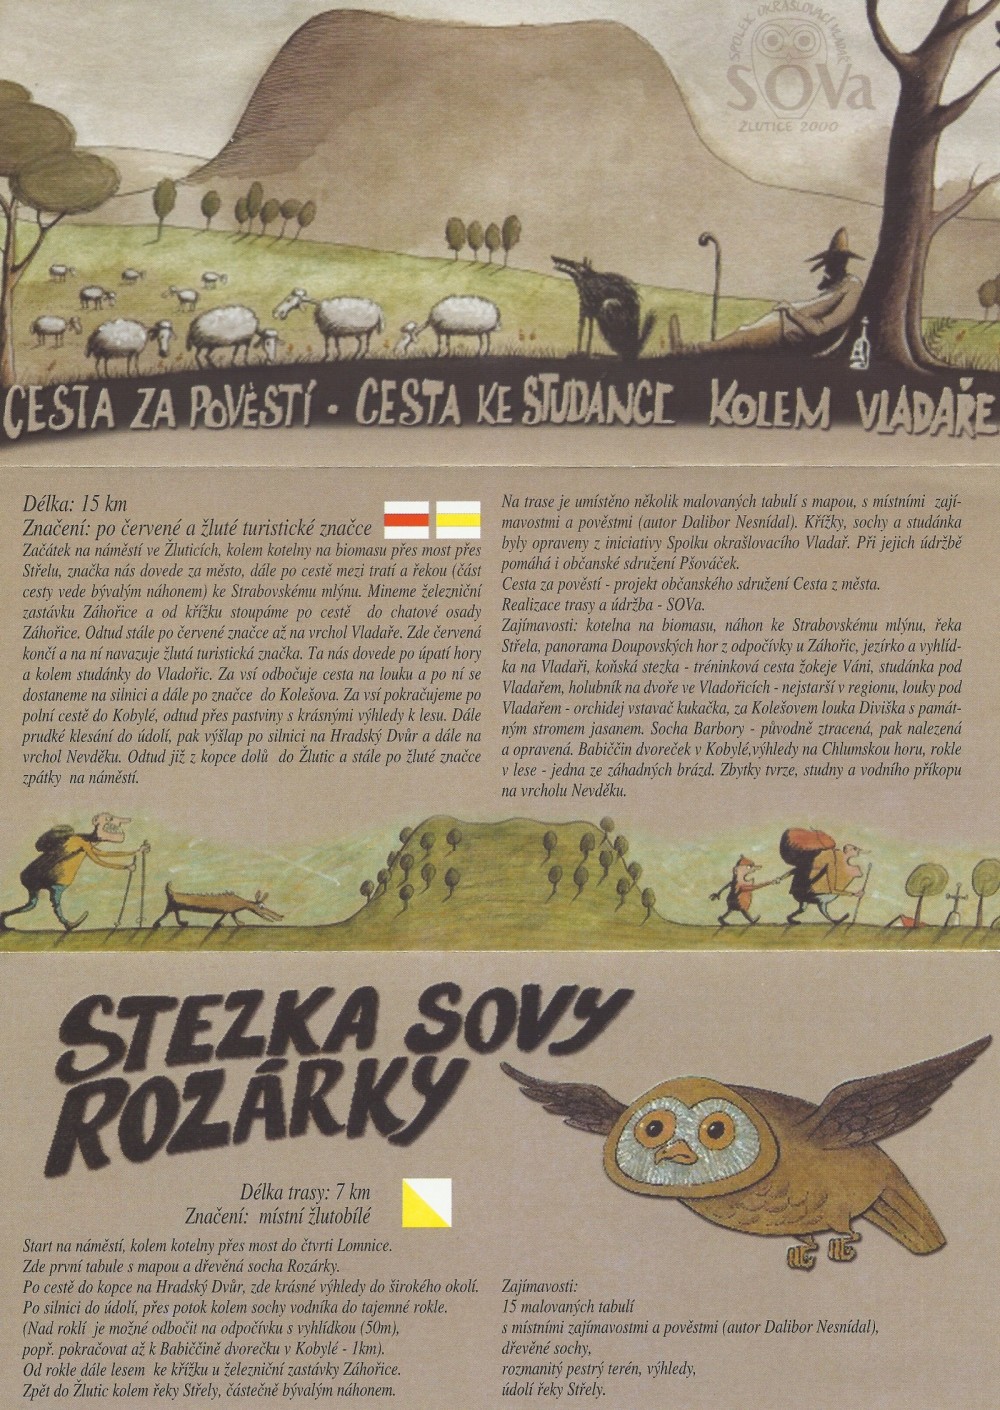 SPOLEK OKRAŠLOVACÍ VLADAŘ
SOVa
ŽLUTICE 2000
CESTA ZA POVĚSTÍ · CESTA KE STUDANCE KOLEM VLADAŘE
Délka: 15 km
Značení: po červené a žluté turistické značce
Začátek na náměstí ve Žluticích, kolem kotelny na biomasu přes most přes
Střelu, značka nás dovede za město, dále po cestě mezi tratí a řekou (část
cesty vede bývalým náhonem) ke Strabovskému mlýnu. Mineme železniční
zastávku Záhořice a od křížku stoupáme po cestě do chatové osady
Záhořice. Odtud stále po červené značce až na vrchol Vladaře. Zde červená
končí a na ní navazuje žlutá turistická značka. Ta nás dovede po úpatí hory
a kolem studánky do Vladořic. Za vsí odbočuje cesta na louku a po ní se
dostaneme na silnici a dále po značce do Kolešova. Za vsí pokračujeme po
polní cestě do Kobylé, odtud přes pastviny s krásnými výhledy k lesu. Dále
prudké klesání do údolí, pak výšlap po silnici na Hradský Dvůr a dále na
vrchol Nevděku. Odtud již z kopce dolů do Žlutic a stále po žluté značce
zpátky na náměstí.
Na trase je umístěno několik malovaných tabulí s mapou, s místními zají-
mavostmi a pověstmi (autor Dalibor Nesnídal). Křížky, sochy a studánka
byly opraveny z iniciativy Spolku okrašlovacího Vladař. Při jejich údržbě
pomáhá i občanské sdružení Pšováček.
Cesta za pověstí - projekt občanského sdružení Cesta z města.
Realizace trasy a údržba - SOVa.
Zajímavosti: kotelna na biomasu, náhon ke Strabovskému mlýnu, řeka
Střela, panorama Doupovských hor z odpočívky u Záhořic, jezírko a vyhlíd-
ka na Vladaři, koňská stezka - tréninková cesta žokeje Váni, studánka pod
Vladařem, holubník na dvoře ve Vladořicích - nejstarší v regionu, louky pod
Vladařem - orchidej vstavač kukačka, za Kolešovem louka Diviška s památ-
ným stromem jasanem. Socha Barbory - původně ztracená, pak nalezená
a opravená. Babiččin dvoreček v Kobylé,výhledy na Chlumskou horu, rokle
v lese - jedna ze záhadných brázd. Zbytky tvrze, studny a vodního příkopu
na vrcholu Nevděku.
STEZKA SOVY
ROZÁRKY
Délka trasy: 7 km
Značení: místní žlutobílé
Start na náměstí, kolem kotelny přes most do čtvrti Lomnice.
Zde první tabule s mapou a dřevěná socha Rozárky.
Po cestě do kopce na Hradský Dvůr, zde krásné výhledy do širokého okolí.
Po silnici do údolí, přes potok kolem sochy vodníka do tajemné rokle.
(Nad roklí je možné odbočit na odpočívku s vyhlídkou (50m),
popř. pokračovat až k Babiččině dvorečku v Kobylé - 1km).
Od rokle dále lesem ke křížku u železniční zastávky Záhořice.
Zpět do Žlutic kolem řeky Střely, částečně bývalým náhonem.
Zajímavosti:
15 malovaných tabulí
s místními zajímavostmi a pověstmi (autor Dalibor Nesnídal),
dřevěné sochy,
rozmanitý pestrý terén, výhledy,
údolí řeky Střely.